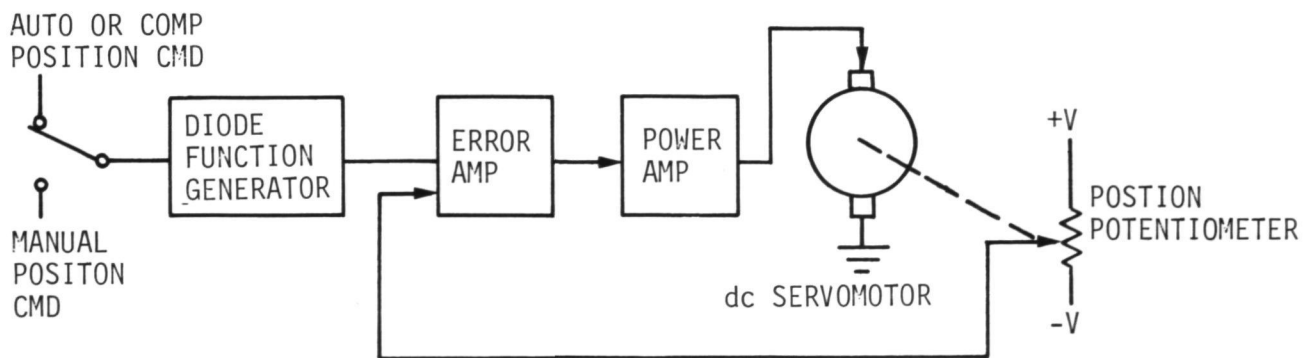 AUTO OR COMP
POSITION CMD
DIODE
FUNCTION
GENERATOR
ERROR
AMP
POWER
AMP
+V
POSTION
POTENTIOMETER
-V
MANUAL
POSITON
CMD
dc SERVOMOTOR